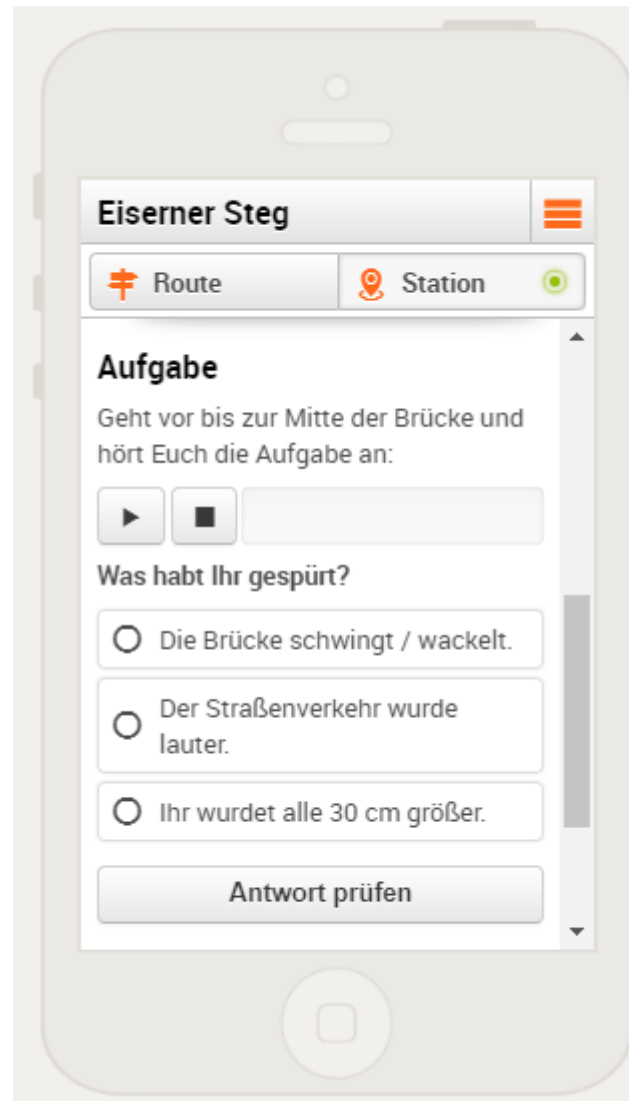 Eiserner Steg
Route
Station
Aufgabe
Geht vor bis zur Mitte der Brücke und
hört Euch die Aufgabe an:
Was habt Ihr gespürt?
Die Brücke schwingt / wackelt.
Der Straßenverkehr wurde
lauter.
Ihr wurdet alle 30 cm größer.
Antwort prüfen